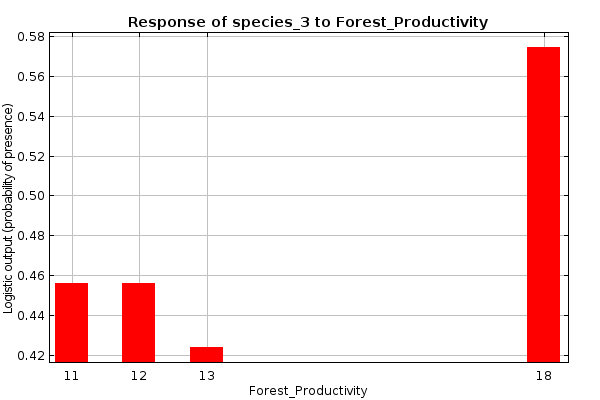 Response of species_3 to Forest_Productivity
Logistic output (probability of presence)
0.58
0.56
0.54
0.52
0.50
0.48
0.46
0.44
0.42
11 12 13 18
Forest_Productivity